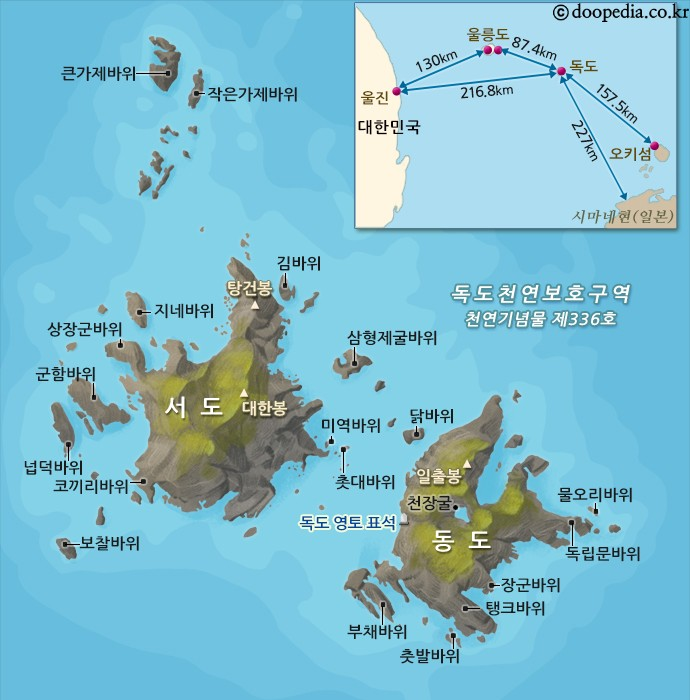 ⓒ doopedia.co.kr
울릉도
87.4km
130km
독도
울진
216.8km
157.5km
대한민국
227km
오키섬
시마네현(일본)
큰가제바위
작은가제바위
김바위
탕건봉
독도천연보호구역
천연기념물 제336호
지네바위
상장군바위
삼형제굴바위
군함바위
서도
대한봉
닭바위
미역바위
넙덕바위
코끼리바위
촛대바위
일출봉
천장굴
물오리바위
독도 영토 표석
보찰바위
동도
독립문바위
장군바위
탱크바위
부채바위
춧발바위